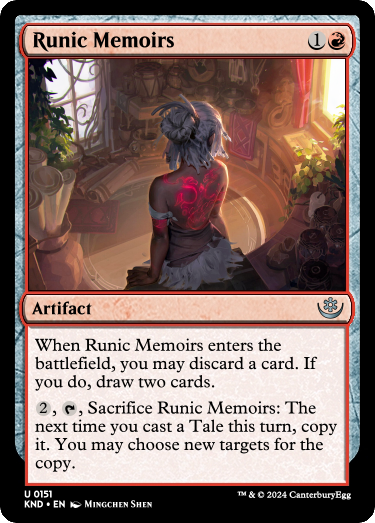 Runic Memoirs 1
Artifact
When Runic Memoirs enters the
battlefield, you may discard a card. If
you do, draw two cards.
2, , Sacrifice Runic Memoirs: The
next time you cast a Tale this turn, copy
it. You may choose new targets for the
copy.
U 0151
KND • EN Mingchen Shen
™ & © 2024 CanterburyEgg